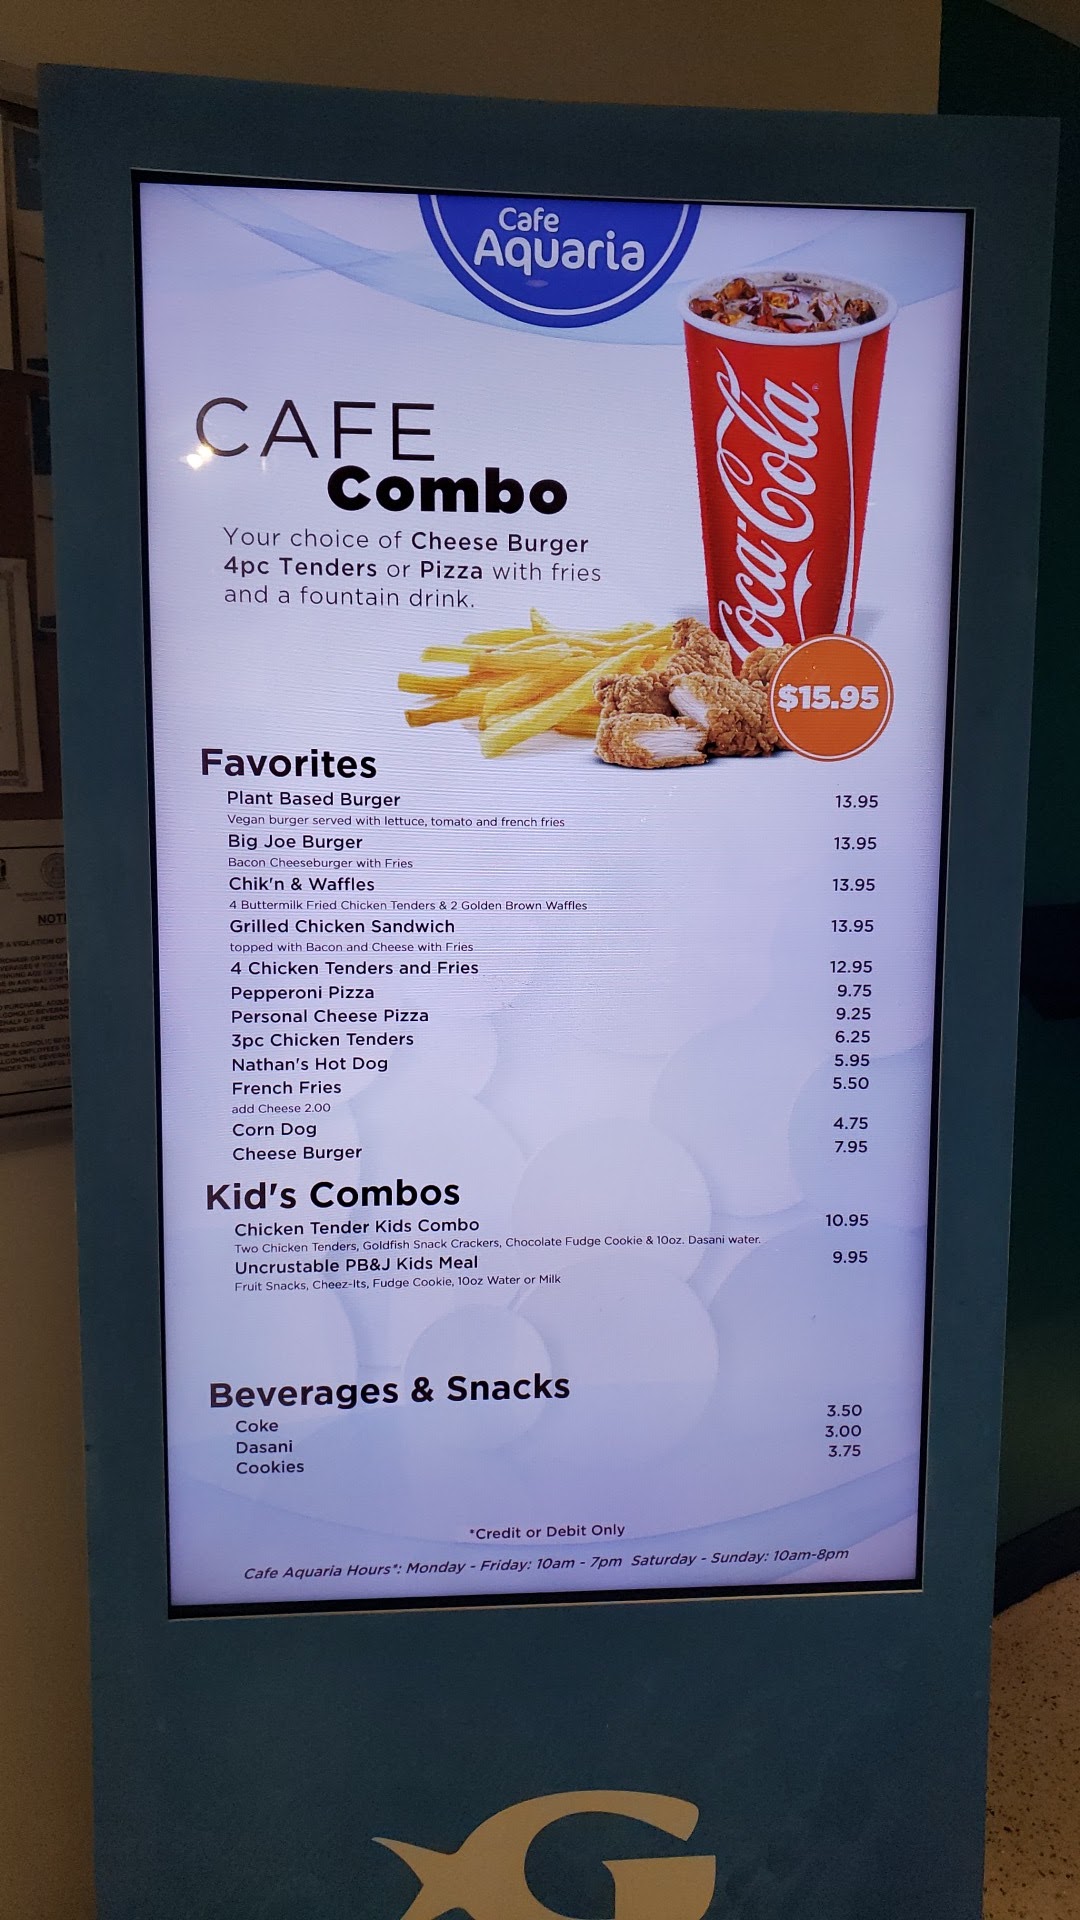 Cafe
Aquaria
CAFE
Combo
Your choice of Cheese Burger
4pc Tenders or Pizza with fries
and a fountain drink.
Coca-Cola
$15.95
Favorites
Plant Based Burger 13.95
Vegan burger served with lettuce, tomato and french fries
Big Joe Burger 13.95
Bacon Cheeseburger with Fries
Chik'n & Waffles 13.95
4 Buttermilk Fried Chicken Tenders & 2 Golden Brown Waffles
Grilled Chicken Sandwich 13.95
topped with Bacon and Cheese with Fries
4 Chicken Tenders and Fries 12.95
Pepperoni Pizza 9.75
Personal Cheese Pizza 9.25
3pc Chicken Tenders 6.25
Nathan's Hot Dog 5.95
French Fries 5.50
add Cheese 2.00
Corn Dog 4.75
Cheese Burger 7.95
Kid's Combos
Chicken Tender Kids Combo 10.95
Two Chicken Tenders, Goldfish Snack Crackers, Chocolate Fudge Cookie & 10oz. Dasani water.
Uncrustable PB&J Kids Meal 9.95
Fruit Snacks, Cheez-Its, Fudge Cookie, 10oz Water or Milk
Beverages & Snacks
Coke 3.50
Dasani 3.00
Cookies 3.75
*Credit or Debit Only
Cafe Aquaria Hours*: Monday - Friday: 10am - 7pm Saturday - Sunday: 10am-8pm
G